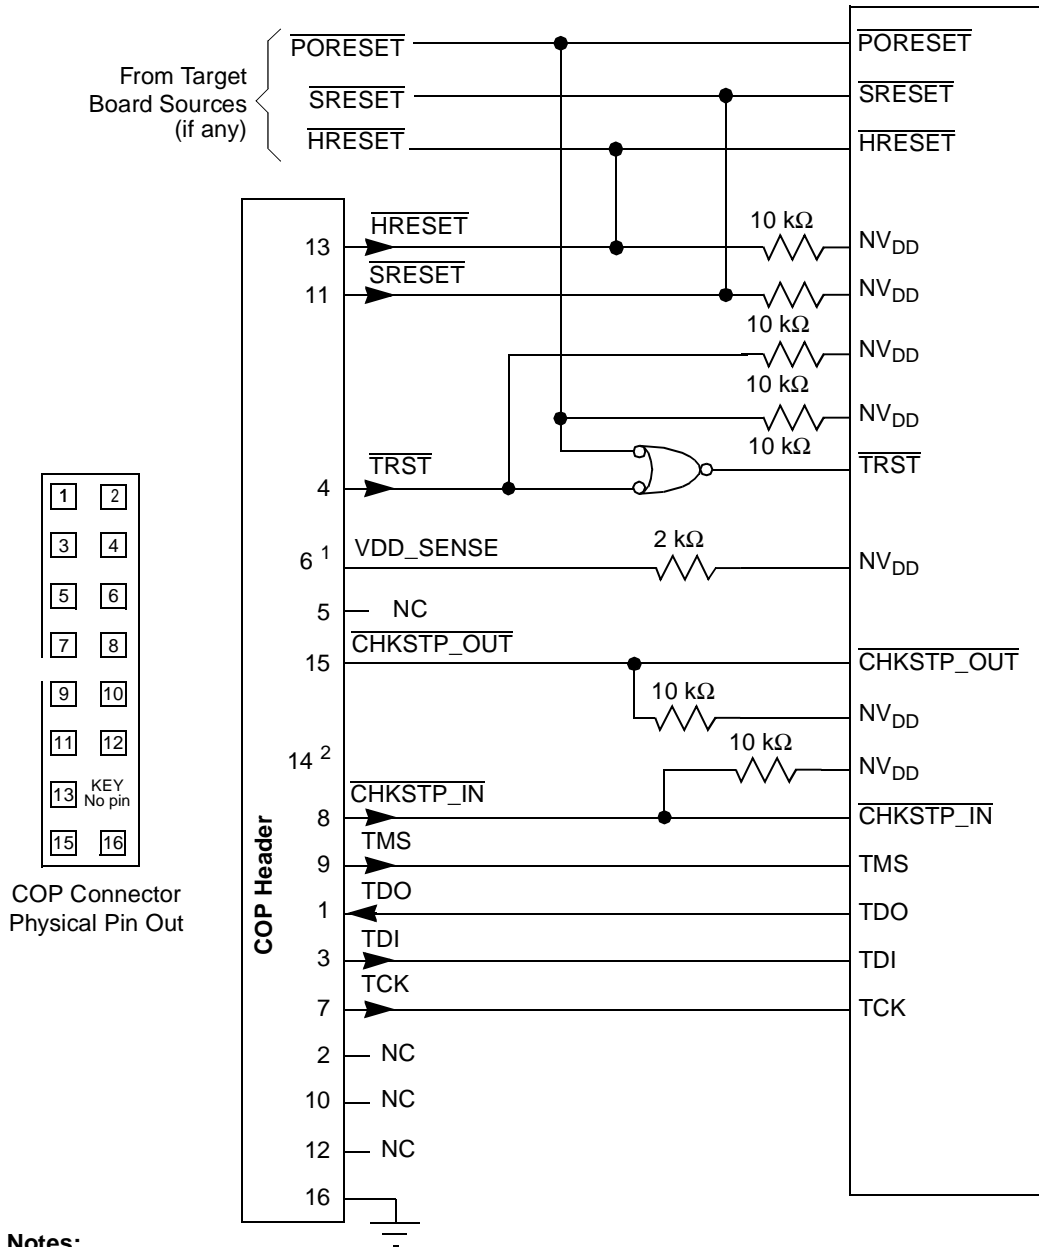 PORESET
PORESET
From Target
Board Sources
(if any)
SRESET
SRESET
HRESET
HRESET
13
HRESET
10 kΩ
NVDD
11
SRESET
NVDD
10 kΩ
NVDD
10 kΩ
NVDD
10 kΩ
4
TRST
TRST
6 1
VDD_SENSE
2 kΩ
NVDD
5
NC
15
CHKSTP_OUT
CHKSTP_OUT
10 kΩ
NVDD
14 2
10 kΩ
NVDD
8
CHKSTP_IN
CHKSTP_IN
9
TMS
TMS
1
TDO
TDO
3
TDI
TDI
7
TCK
TCK
2
NC
10
NC
12
NC
16
COP Header
1 2
3 4
5 6
7 8
9 10
11 12
13 KEY
No pin
15 16
COP Connector
Physical Pin Out
Notes: